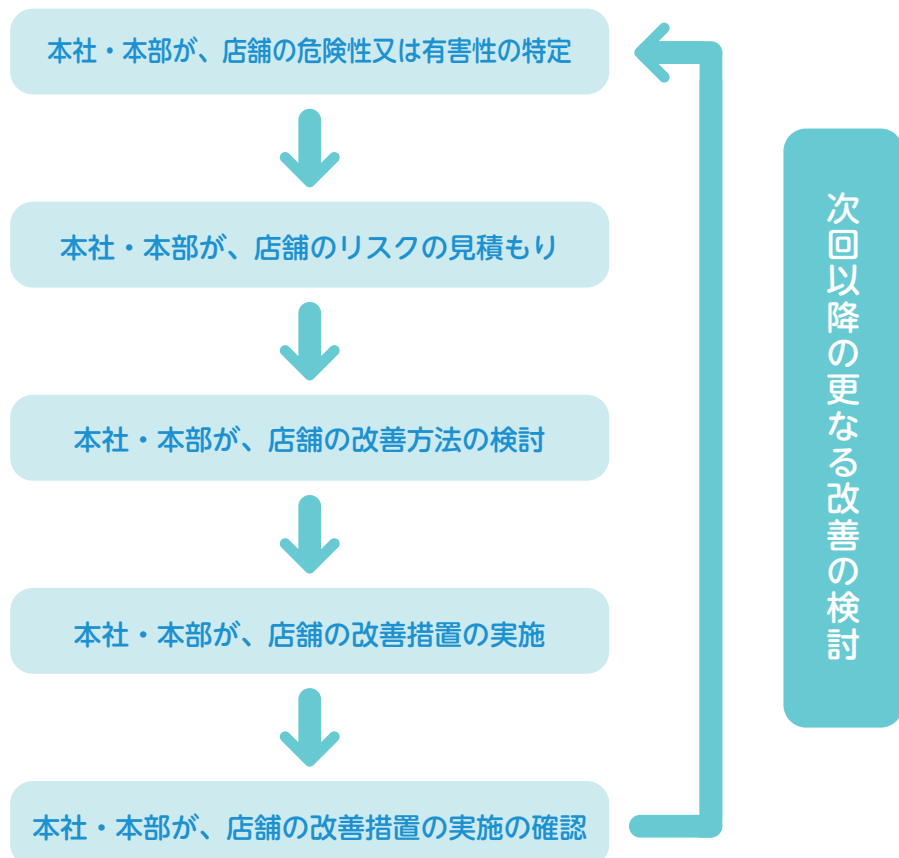 本社・本部が、店舗の危険性又は有害性の特定
本社・本部が、店舗のリスクの見積もり
本社・本部が、店舗の改善方法の検討
本社・本部が、店舗の改善措置の実施
本社・本部が、店舗の改善措置の実施の確認
次回以降の更なる改善の検討